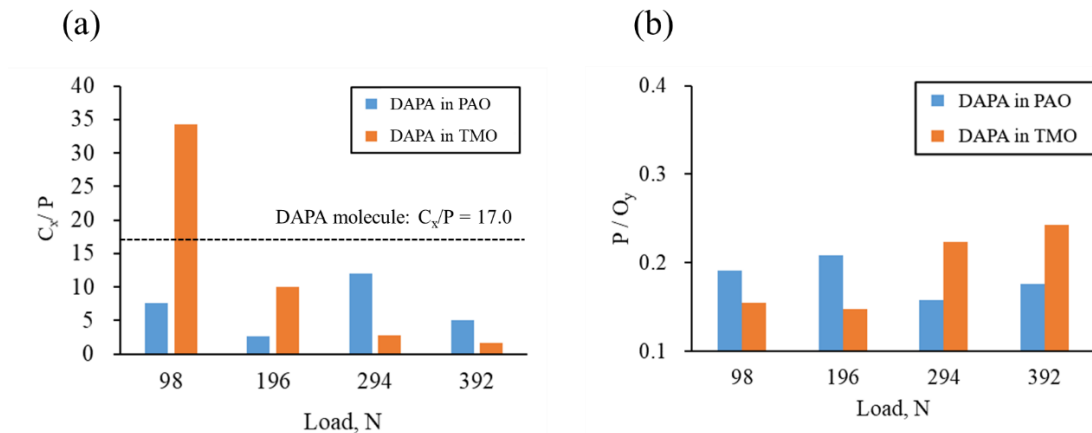 (a)
40
35
30
25
20
15
10
5
0
Cx/ P
DAPA in PAO
DAPA in TMO
DAPA molecule: Cx/P = 17.0
98 196 294 392
Load, N
(b)
0.4
0.3
0.2
0.1
P / Oy
DAPA in PAO
DAPA in TMO
98 196 294 392
Load, N